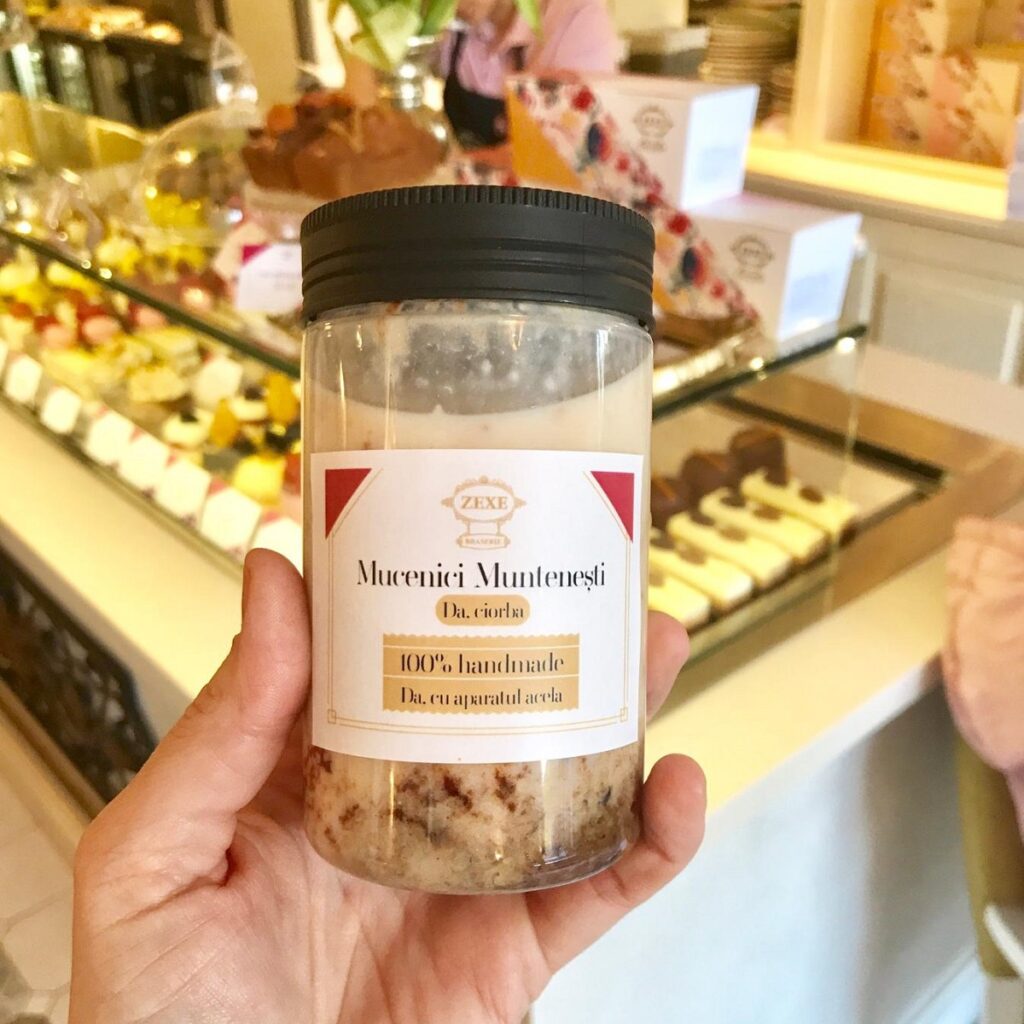 ZEXE
BRASERIE
Mucenici Muntenești
Da, ciorba
100% handmade
Da, cu aparatul acela